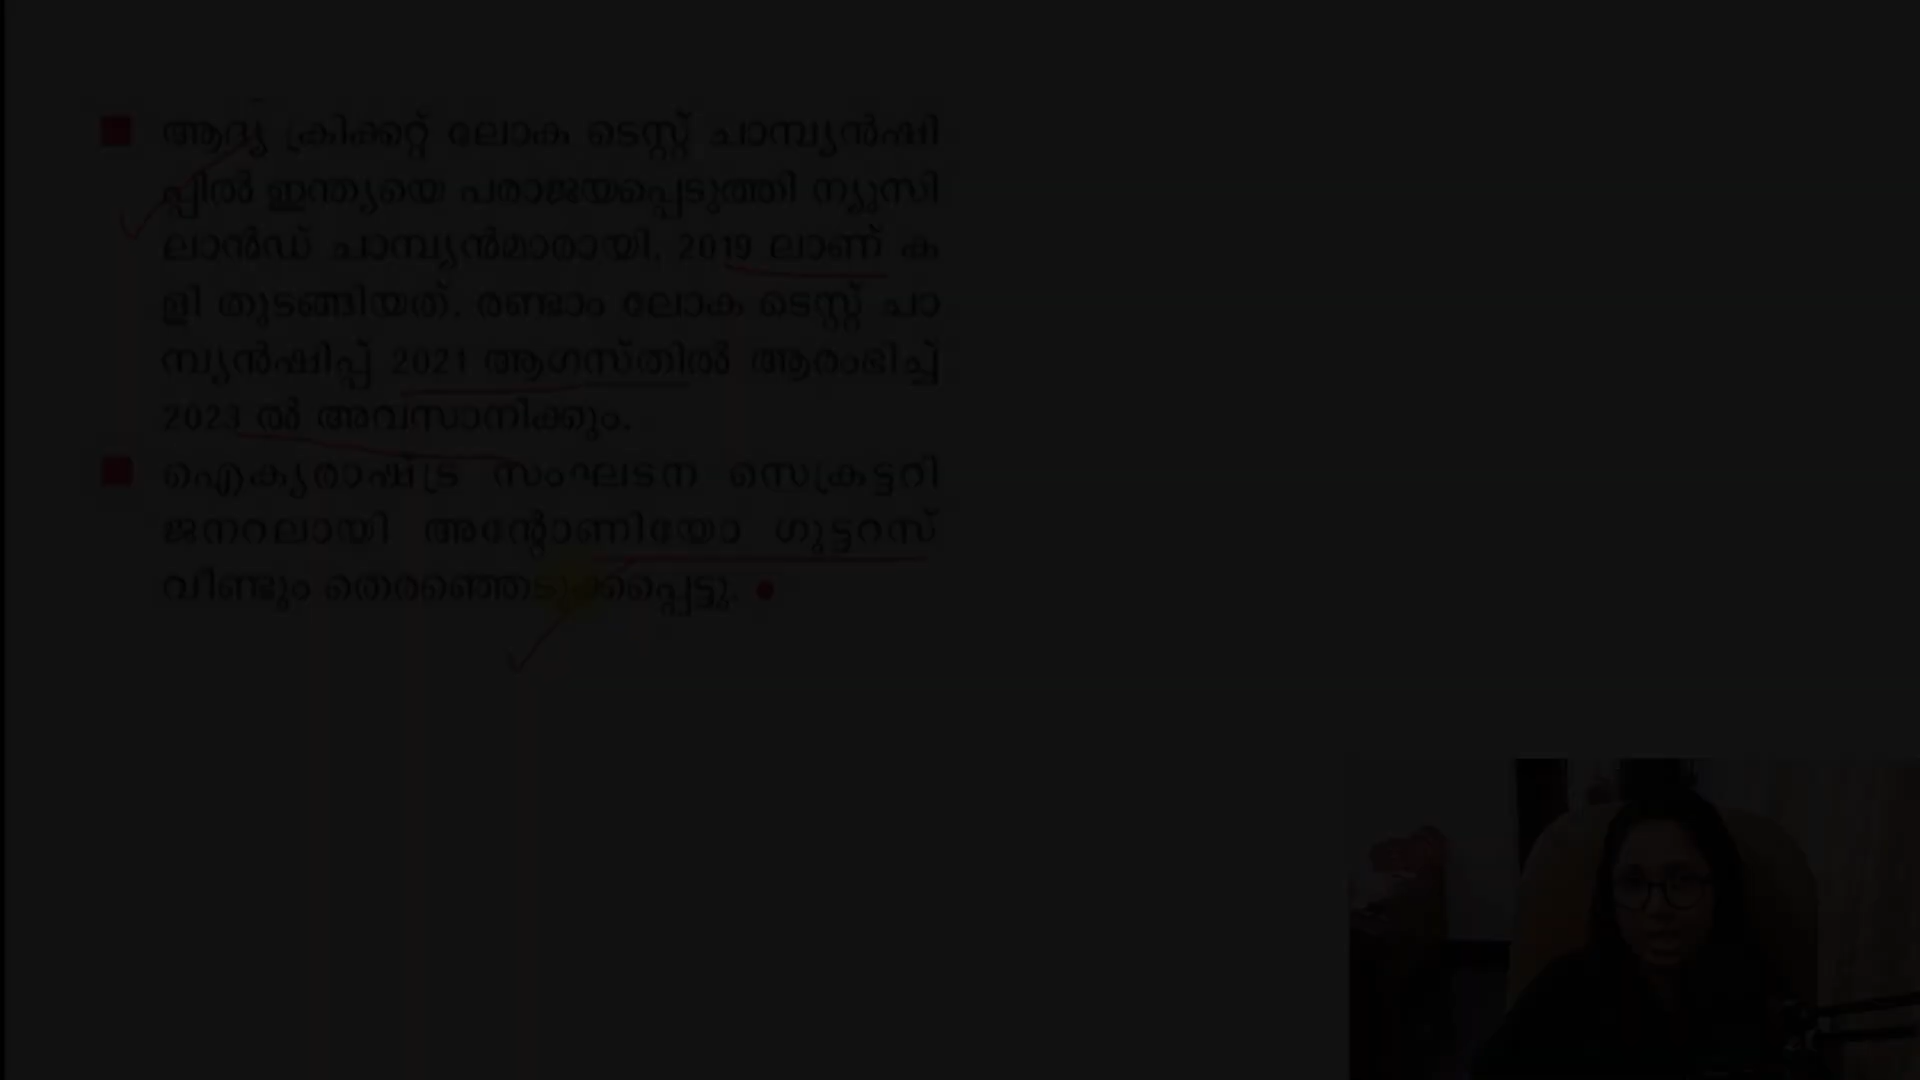 ആദ്യ ക്രിക്കറ്റ് ലോക ടെസ്റ്റ് ചാമ്പ്യൻഷി
പ്പിൽ ഇന്ത്യയെ പരാജയപ്പെടുത്തി ന്യൂസി
ലാൻഡ് ചാമ്പ്യൻമാരായി. 2019 ലാണ് ക
ളി തുടങ്ങിയത്. രണ്ടാം ലോക ടെസ്റ്റ് ചാ
മ്പ്യൻഷിപ്പ് 2021 ആഗസ്തിൽ ആരംഭിച്ച്
2023 ൽ അവസാനിക്കും.
ഐക്യരാഷ്ട്ര സംഘടന സെക്രട്ടറി
ജനറലായി അന്റോണിയോ ഗുട്ടറസ്
വീണ്ടും തെരഞ്ഞെടുക്കപ്പെട്ടു.